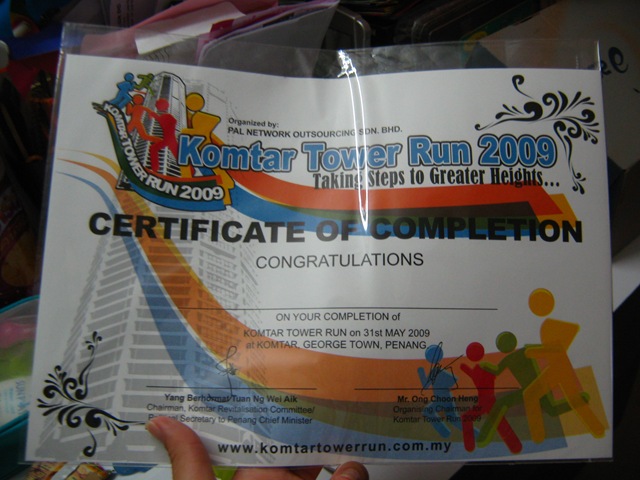 Organized by:
PAL NETWORK OUTSOURCING SDN. BHD.
KOMTAR TOWER RUN 2009
Komtar Tower Run 2009
Taking Steps to Greater Heights...
CERTIFICATE OF COMPLETION
CONGRATULATIONS
ON YOUR COMPLETION of
KOMTAR TOWER RUN on 31st MAY 2009
at KOMTAR, GEORGE TOWN, PENANG
Yang Berhormat Tuan Ng Wei Aik
Chairman, Komtar Revitalisation Committee/
Secretary to Penang Chief Minister
Mr. Ong Choon Heng
Organising Chairman for
Komtar Tower Run 2009
www.komtartowerrun.com.my